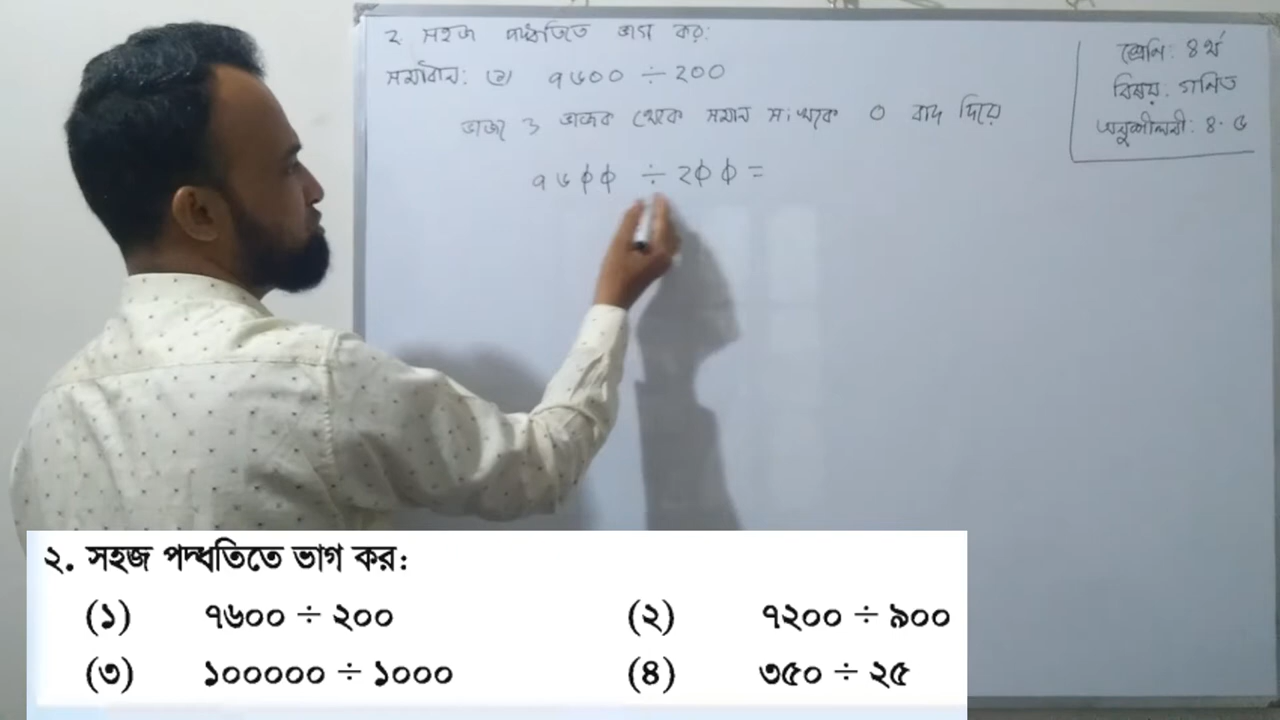 ২ সহজ পদ্ধতিতে ভাগ কর:
সমাধান: (১) ৭৬০০ ÷ ২০০
ভাজ্য ও ভাজক থেকে সমান সংখ্যক ০ বাদ দিয়ে
৭৬০০ ÷ ২০০ =
শ্রেণি: ৪র্থ
বিষয়: গণিত
অনুশীলনী: ৪.৫
২. সহজ পদ্ধতিতে ভাগ কর:
(১) ৭৬০০ ÷ ২০০ (২) ৭২০০ ÷ ৯০০
(৩) ১০০০০০ ÷ ১০০০ (৪) ৩৫০ ÷ ২৫